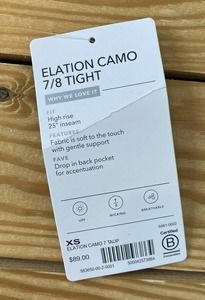 ELATION CAMO
7/8 TIGHT
WHY WE LOVE IT
FIT
High rise
25" inseam
FEATURES
Fabric is soft to the touch
with gentle support
FAVE
Drop in back pocket
for accentuation
UPF
WICKING
BREATHABLE
XS
ELATION CAMO 7 TAUP
$89.00
Certified
B
Corporation